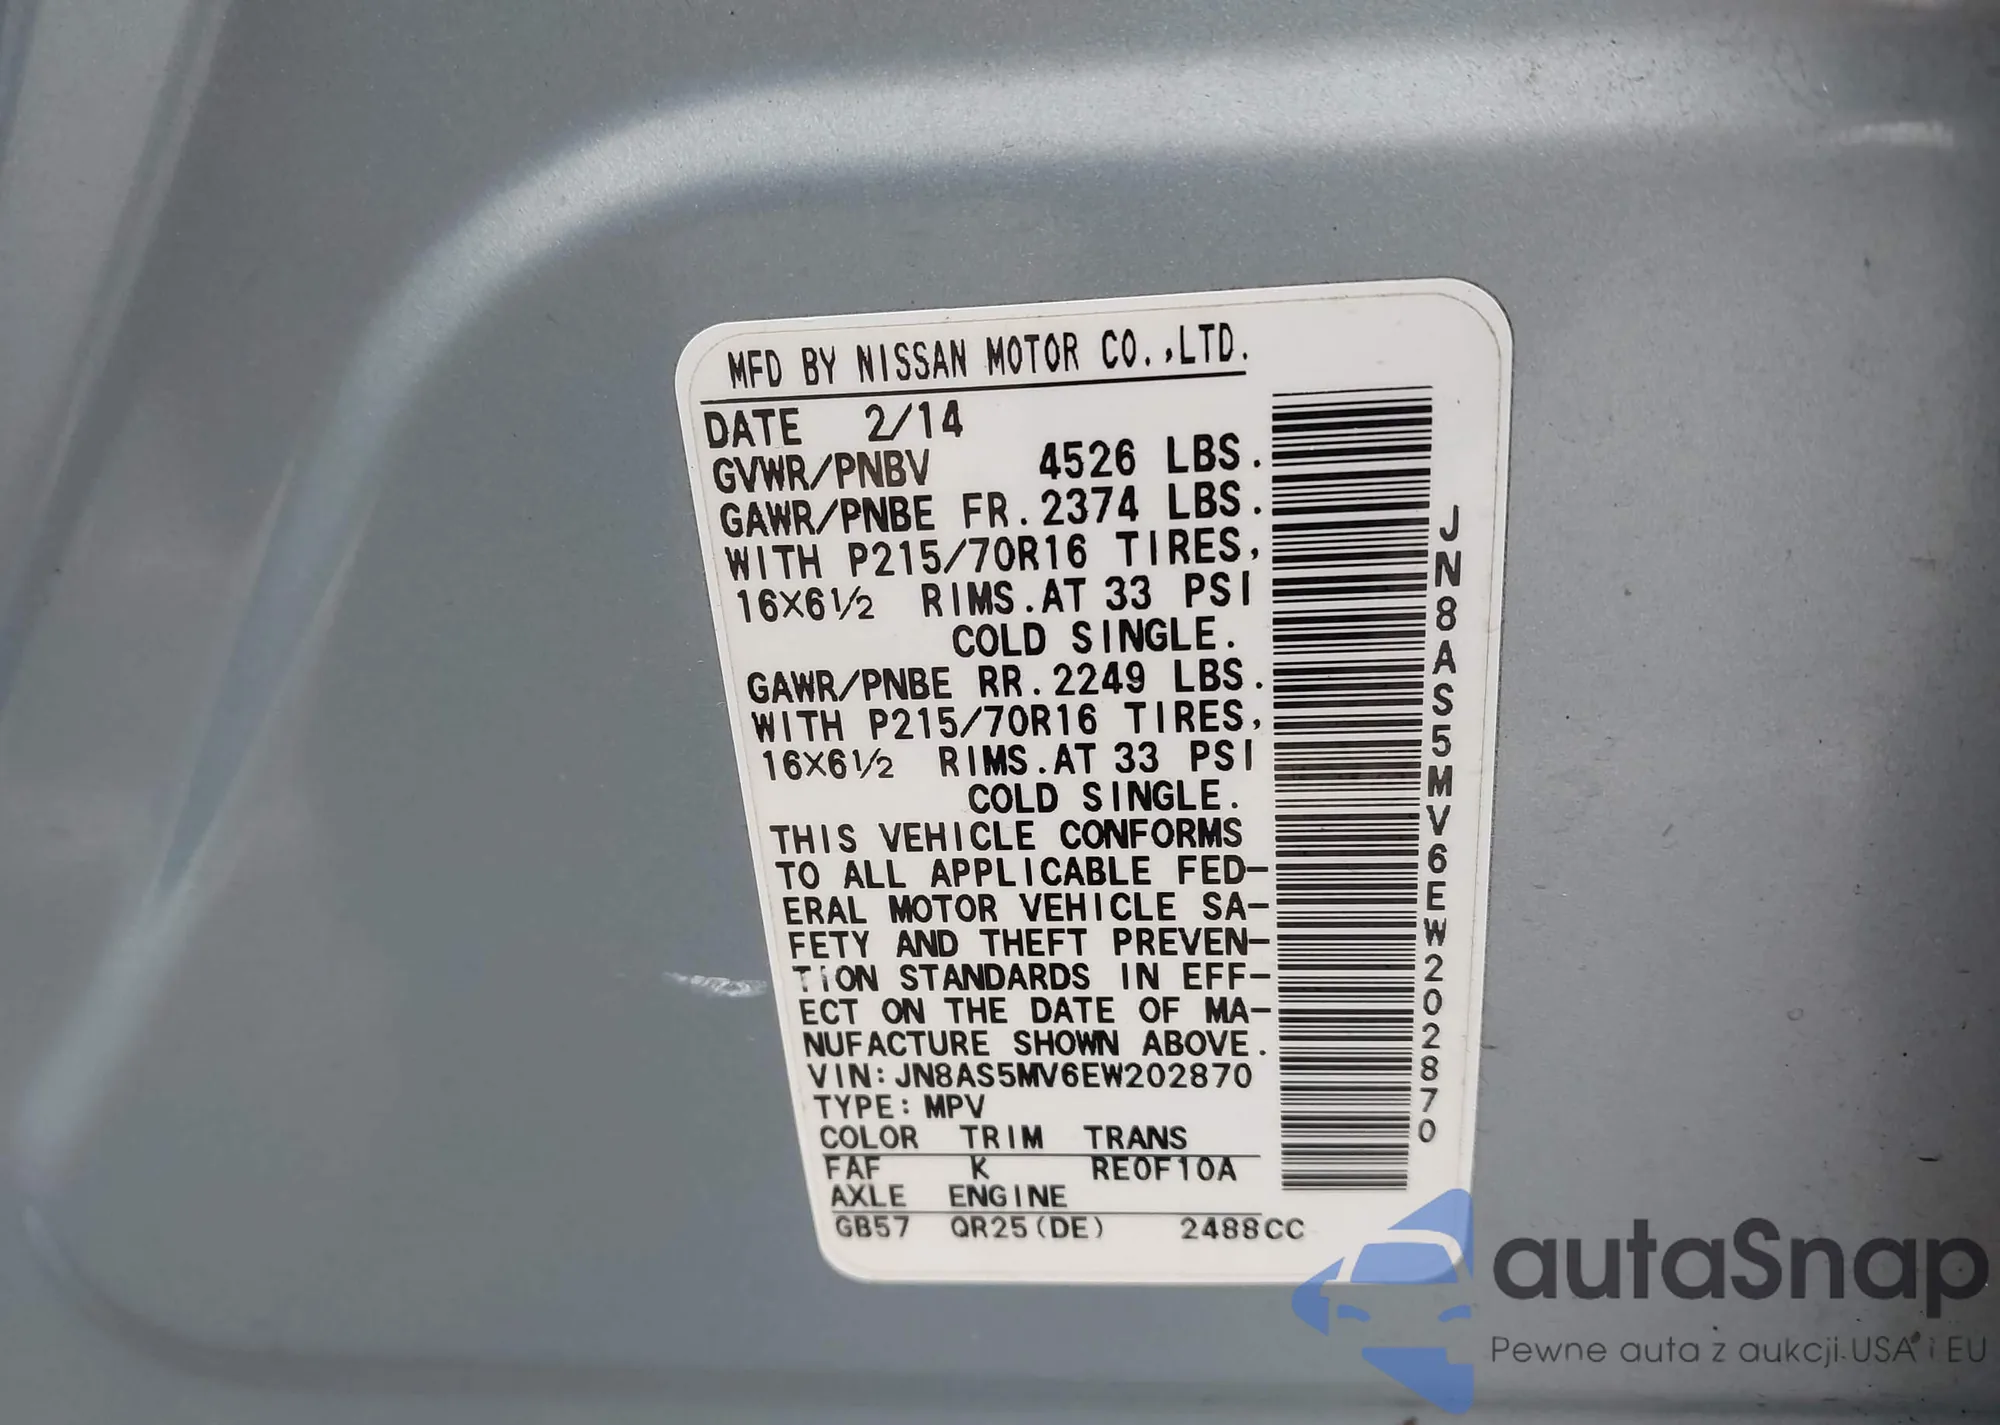 MFD BY NISSAN MOTOR CO.,LTD.
DATE 2/14
GVWR/PNBV 4526 LBS.
GAWR/PNBE FR.2374 LBS.
WITH P215/70R16 TIRES,
16X6 1/2 RIMS.AT 33 PSI
COLD SINGLE.
GAWR/PNBE RR.2249 LBS.
WITH P215/70R16 TIRES,
16X6 1/2 RIMS.AT 33 PSI
COLD SINGLE.
THIS VEHICLE CONFORMS
TO ALL APPLICABLE FED-
ERAL MOTOR VEHICLE SA-
FETY AND THEFT PREVEN-
TION STANDARDS IN EFF-
ECT ON THE DATE OF MA-
NUFACTURE SHOWN ABOVE.
VIN:JN8AS5MV6EW202870
TYPE:MPV
COLOR TRIM TRANS
FAF K RE0F10A
AXLE ENGINE
GB57 QR25(DE) 2488CC
JN8AS5MV6EW202870
autaSnap
Pewne auta z aukcji USA i EU